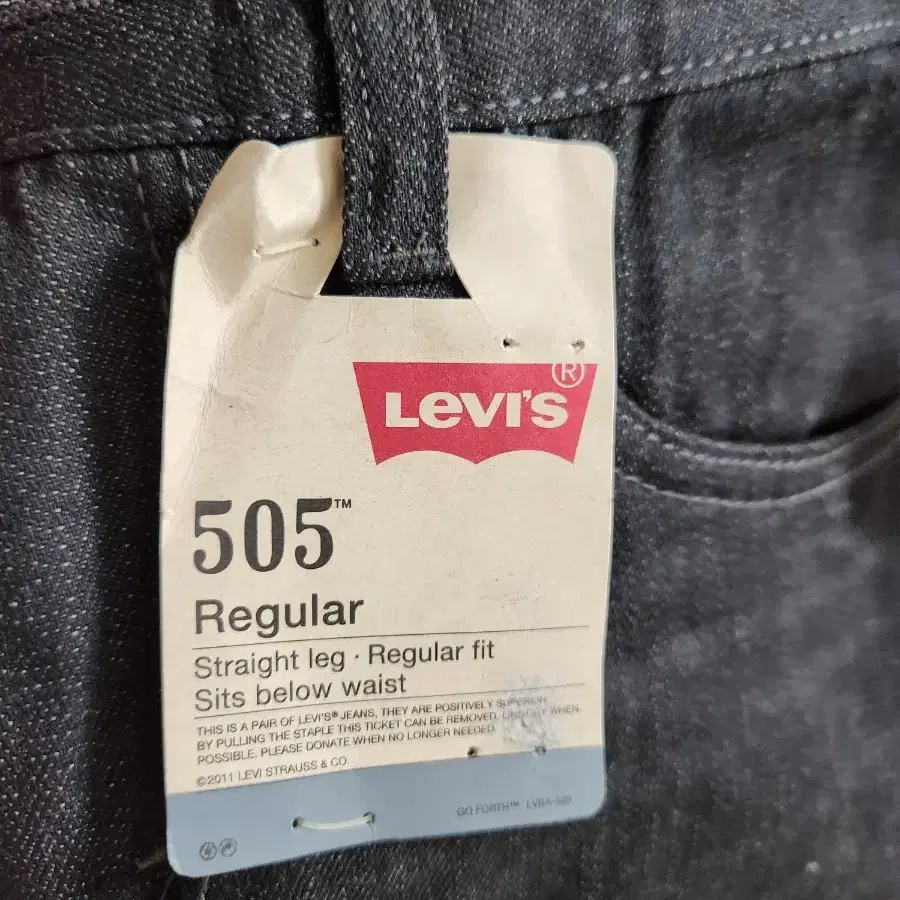 LEVI'S®
505™
Regular
Straight leg · Regular fit
Sits below waist
THIS IS A PAIR OF LEVI'S® JEANS, THEY ARE POSITIVELY SUPERIOR.
BY PULLING THE STAPLE THIS TICKET CAN BE REMOVED. WHEN
POSSIBLE. PLEASE DONATE WHEN NO LONGER NEEDED.
©2011 LEVI STRAUSS & CO.
GO FORTH™